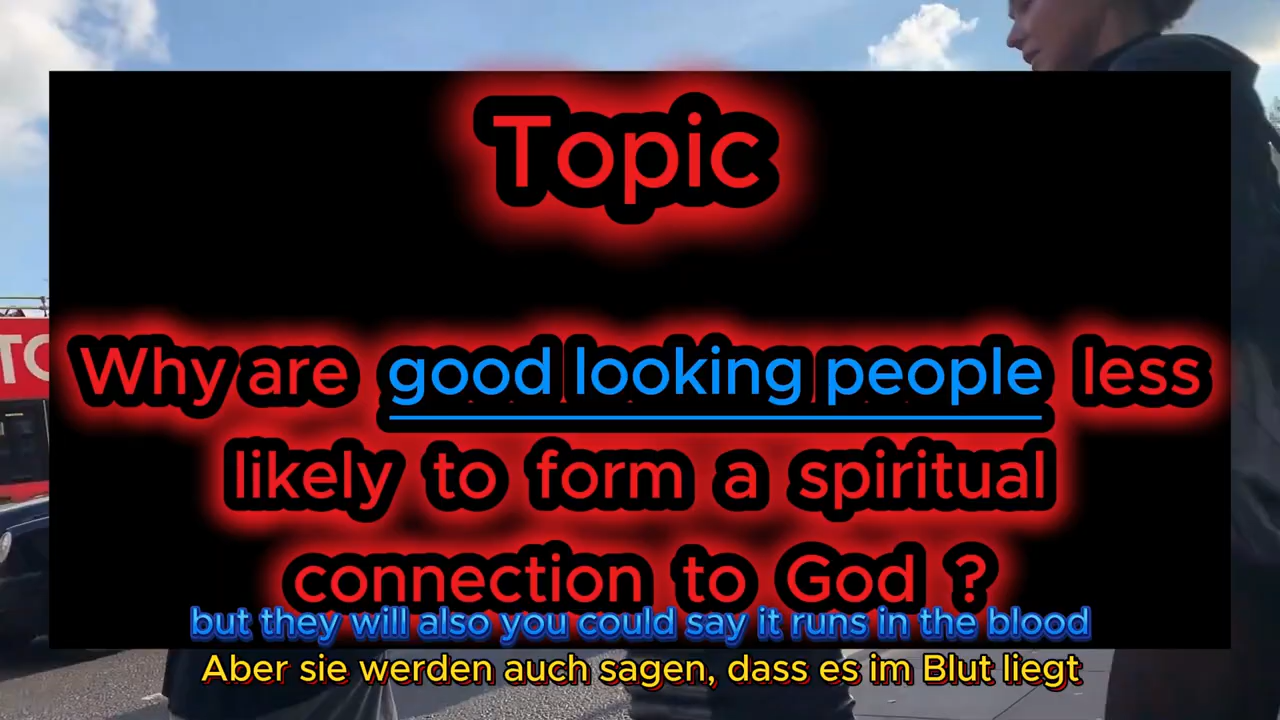 Topic
Why are good looking people less
likely to form a spiritual
connection to God ?
but they will also you could say it runs in the blood
Aber sie werden auch sagen, dass es im Blut liegt
TO